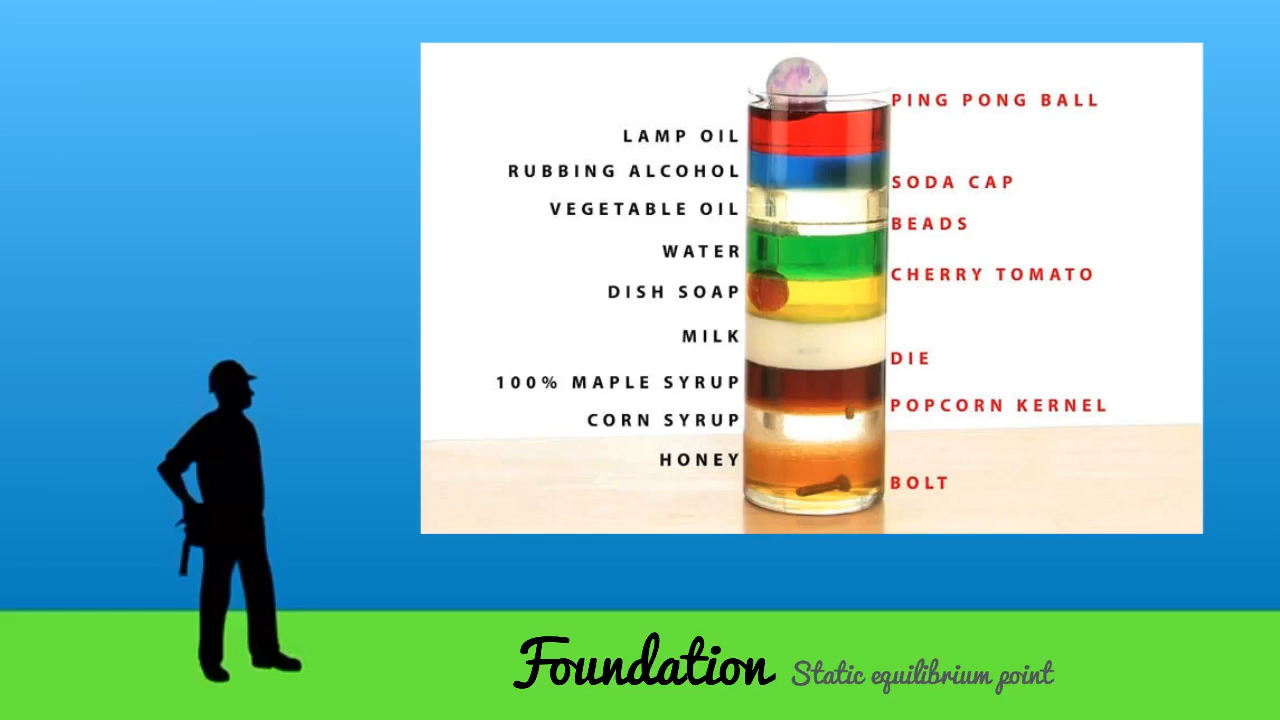 PING PONG BALL
LAMP OIL
RUBBING ALCOHOL
SODA CAP
VEGETABLE OIL
BEADS
WATER
CHERRY TOMATO
DISH SOAP
MILK
DIE
100% MAPLE SYRUP
POPCORN KERNEL
CORN SYRUP
HONEY
BOLT
Foundation Static equilibrium point